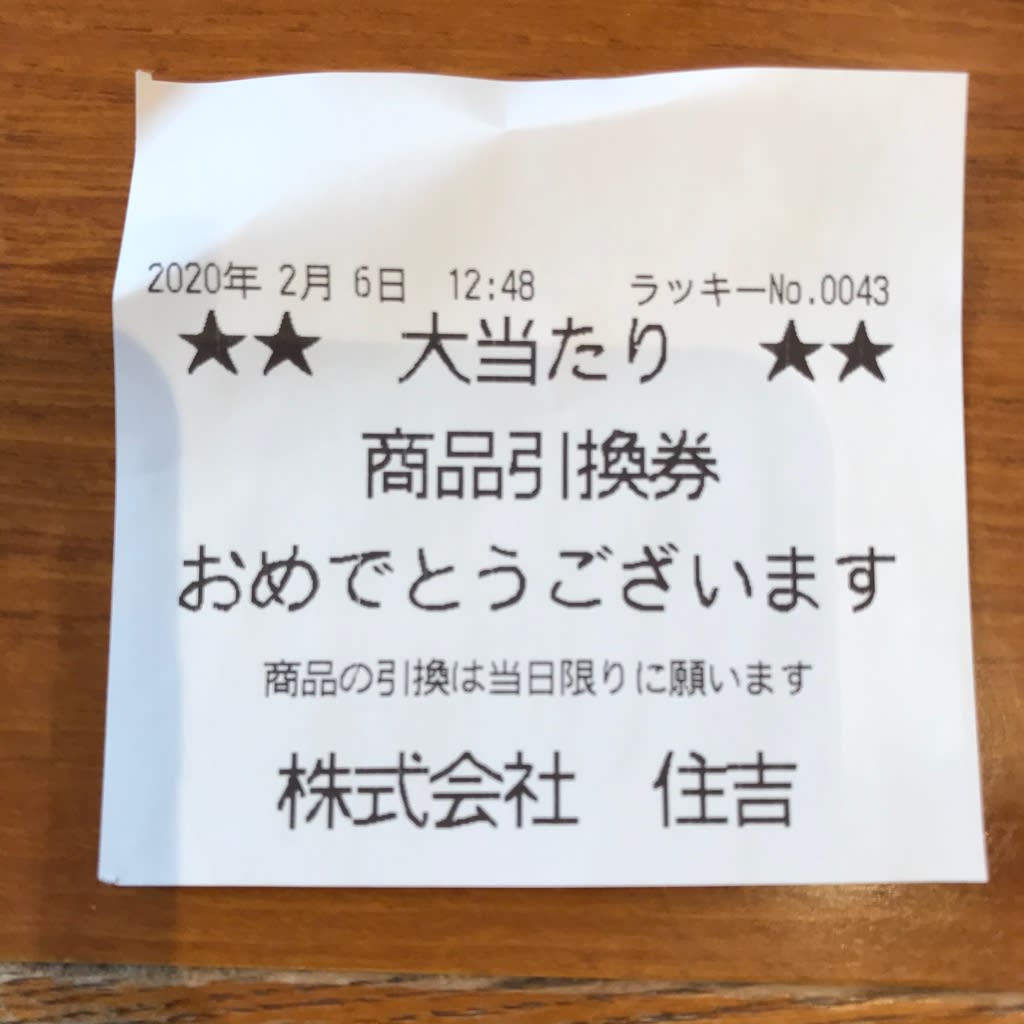 2020年 2月 6日 12:48 ラッキーNo.0043
★★ 大当たり ★★
商品引換券
おめでとうございます
商品の引換は当日限りに願います
株式会社 住吉